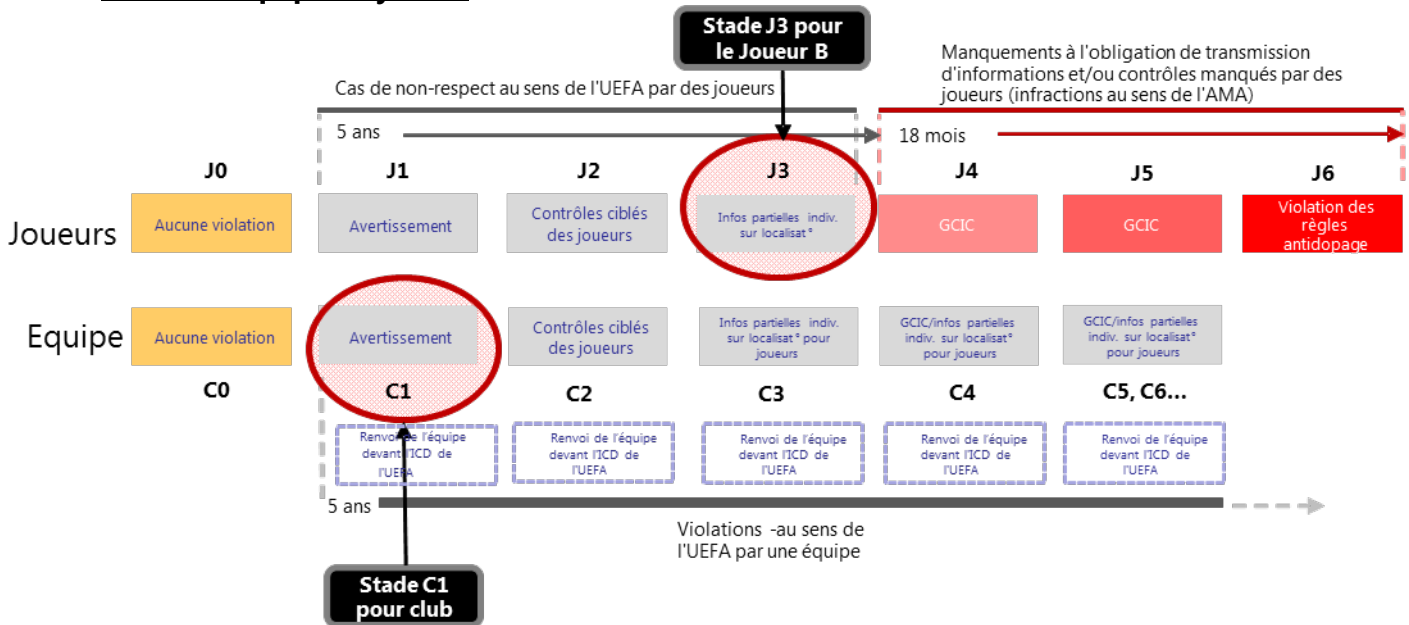 Stade J3 pour
le Joueur B
Manquements à l'obligation de transmission
d'informations et/ou contrôles manqués par des
joueurs (infractions au sens de l'AMA)
Cas de non-respect au sens de l'UEFA par des joueurs
5 ans
18 mois
J0
J1
J2
J3
J4
J5
J6
Joueurs
Aucune violation
Avertissement
Contrôles ciblés
des joueurs
Infos partielles indiv.
sur localisat°
GCIC
GCIC
Violation des
règles
antidopage
Equipe
Aucune violation
Avertissement
Contrôles ciblés
des joueurs
Infos partielles indiv.
sur localisat° pour
joueurs
GCIC/infos partielles
indiv. sur localisat°
pour joueurs
GCIC/infos partielles
indiv. sur localisat°
pour joueurs
C0
C1
C2
C3
C4
C5, C6...
Renvoi de l'équipe
devant l'ICD de
l'UEFA
Renvoi de l'équipe
devant l'ICD de
l'UEFA
Renvoi de l'équipe
devant l'ICD de
l'UEFA
Renvoi de l'équipe
devant l'ICD de
l'UEFA
Renvoi de l'équipe
devant l'ICD de
l'UEFA
5 ans
Violations -au sens de
l'UEFA par une équipe
Stade C1
pour club